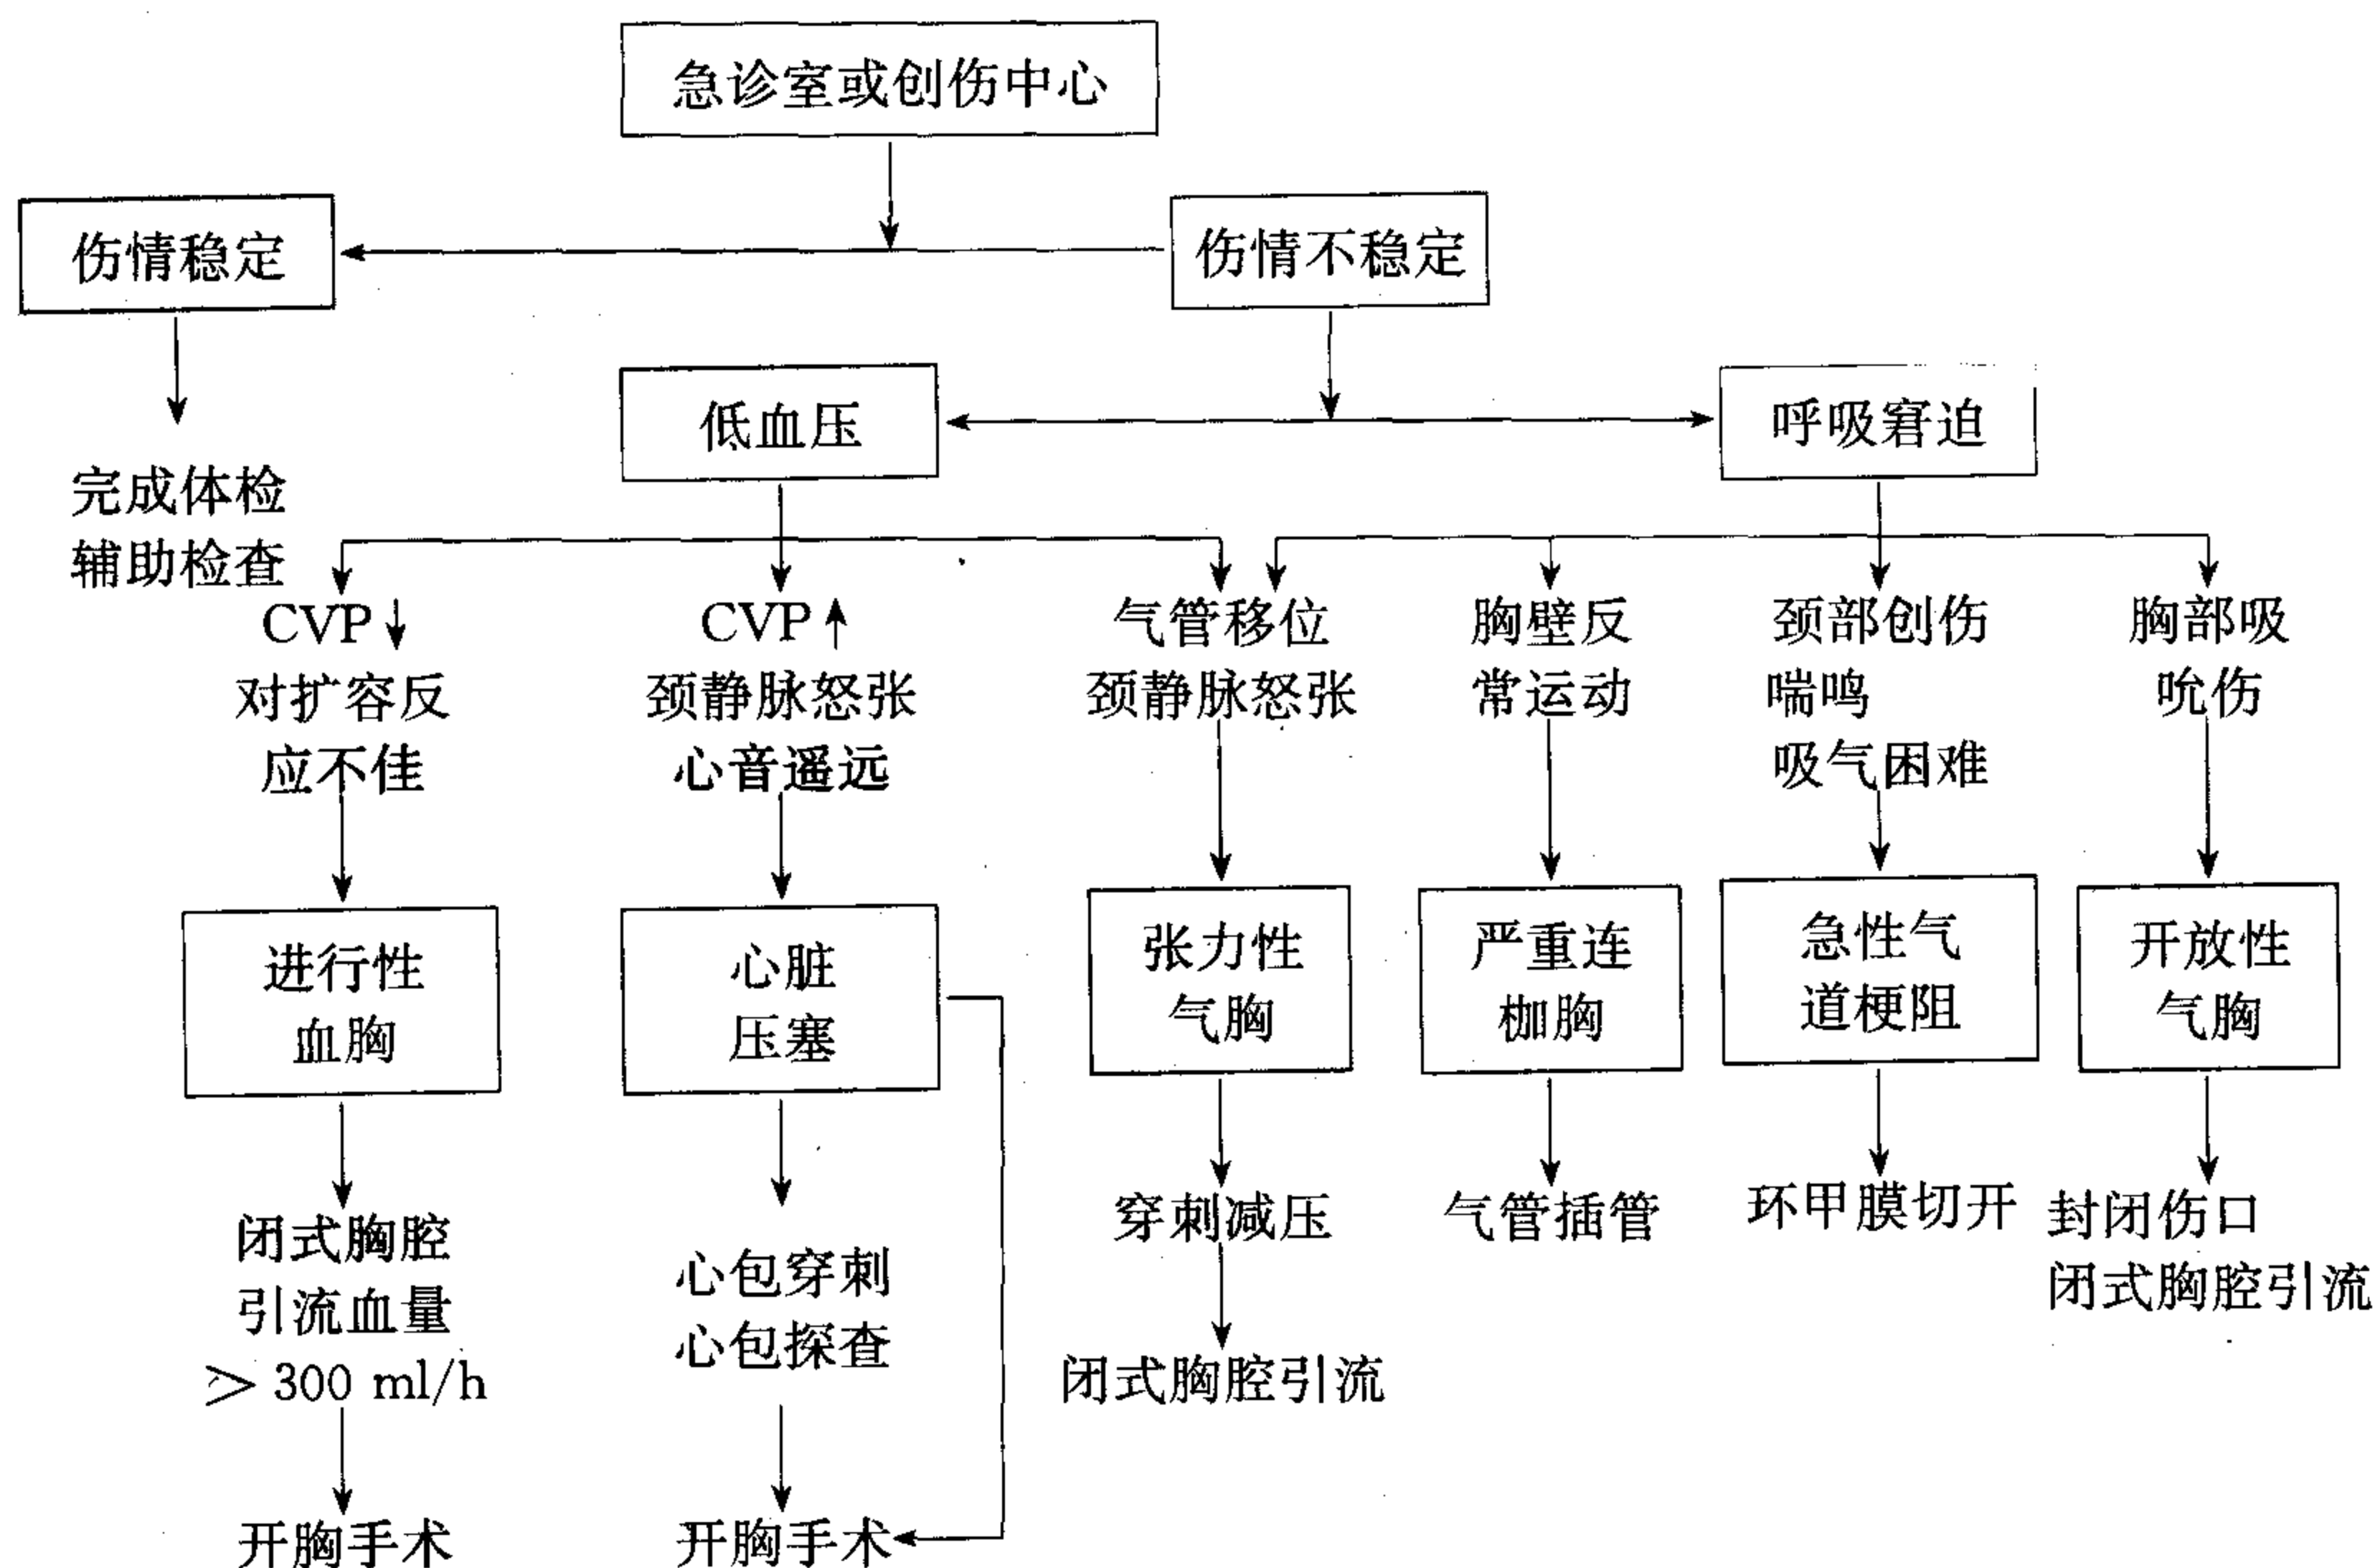 急诊室或创伤中心
伤情稳定
伤情不稳定
低血压
呼吸窘迫
完成体检
辅助检查
CVP↓
对扩容反
应不佳
CVP↑
颈静脉怒张
心音遥远
气管移位
颈静脉怒张
胸壁反
常运动
颈部创伤
喘鸣
吸气困难
胸部吸
吮伤
进行性
血胸
心脏
压塞
张力性
气胸
严重连
枷胸
急性气
道梗阻
开放性
气胸
闭式胸腔
引流血量
＞300 ml/h
开胸手术
心包穿刺
心包探查
开胸手术
穿刺减压
闭式胸腔引流
气管插管
环甲膜切开
封闭伤口
闭式胸腔引流